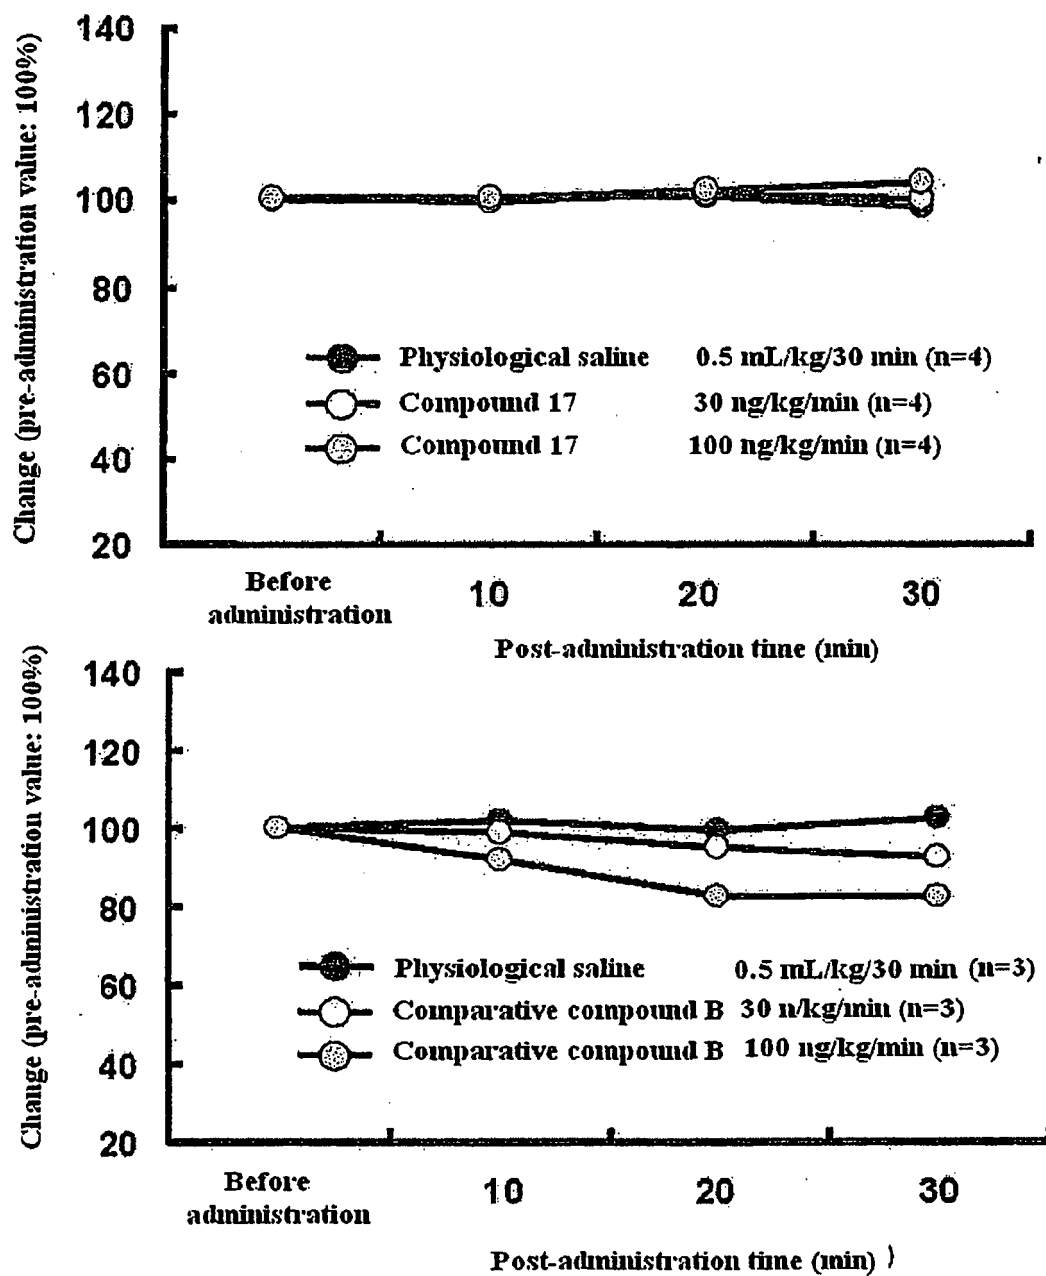 Change (pre-administration value: 100%)
140
120
100
80
60
40
20
Physiological saline 0.5 mL/kg/30 min (n=4)
Compound 17 30 ng/kg/min (n=4)
Compound 17 100 ng/kg/min (n=4)
Before
administration
10 20 30
Post-administration time (min)
Change (pre-administration value: 100%)
140
120
100
80
60
40
20
Physiological saline 0.5 mL/kg/30 min (n=3)
Comparative compound B 30 n/kg/min (n=3)
Comparative compound B 100 ng/kg/min (n=3)
Before
administration
10 20 30
Post-administration time (min) )